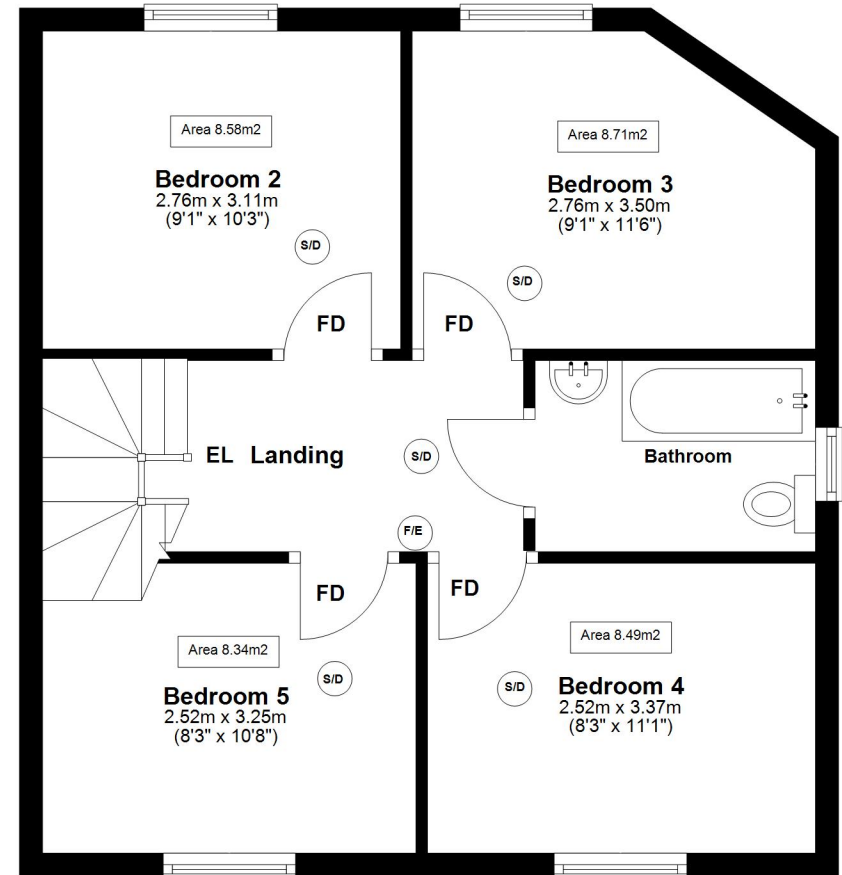 Area 8.58m2
Bedroom 2
2.76m x 3.11m
(9'1" x 10'3")
S/D
FD
Area 8.71m2
Bedroom 3
2.76m x 3.50m
(9'1" x 11'6")
S/D
FD
EL Landing
S/D
F/E
Bathroom
FD
Area 8.34m2
S/D
Bedroom 5
2.52m x 3.25m
(8'3" x 10'8")
FD
Area 8.49m2
S/D
Bedroom 4
2.52m x 3.37m
(8'3" x 11'1")